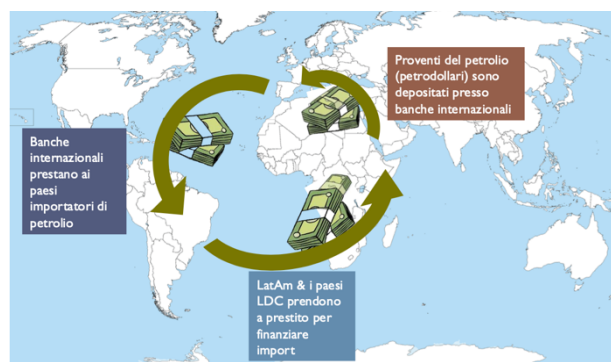 Proventi del petrolio
(petrodollari) sono
depositati presso
banche internazionali
Banche
internazionali
prestano ai
paesi
importatori di
petrolio
LatAm & i paesi
LDC prendono
a prestito per
finanziare
import